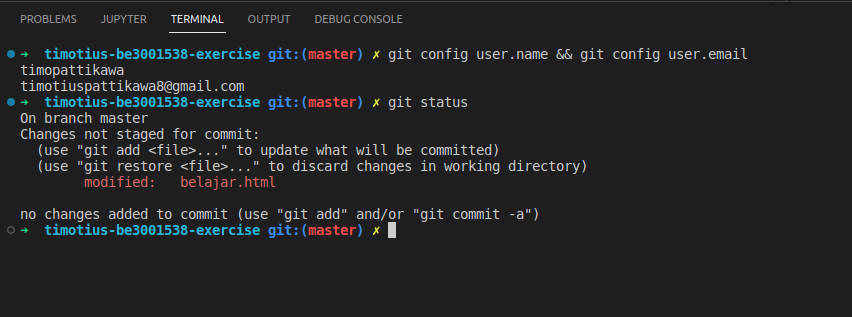 PROBLEMS JUPYTER TERMINAL OUTPUT DEBUG CONSOLE
➜ timotius-be3001538-exercise git:(master) ✗ git config user.name && git config user.email
timopattikawa
timotiuspattikawa8@gmail.com
➜ timotius-be3001538-exercise git:(master) ✗ git status
On branch master
Changes not staged for commit:
  (use "git add <file>..." to update what will be committed)
  (use "git restore <file>..." to discard changes in working directory)
        modified:   belajar.html

no changes added to commit (use "git add" and/or "git commit -a")
➜ timotius-be3001538-exercise git:(master) ✗